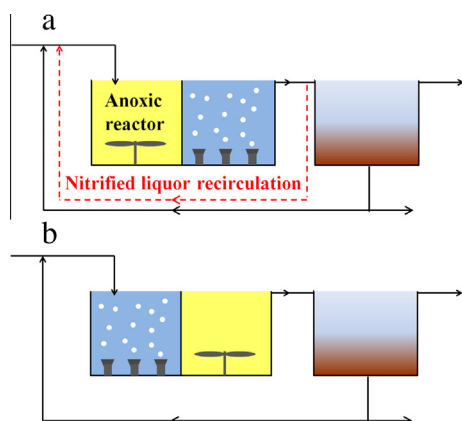 a
Anoxic
reactor
Nitrified liquor recirculation
b